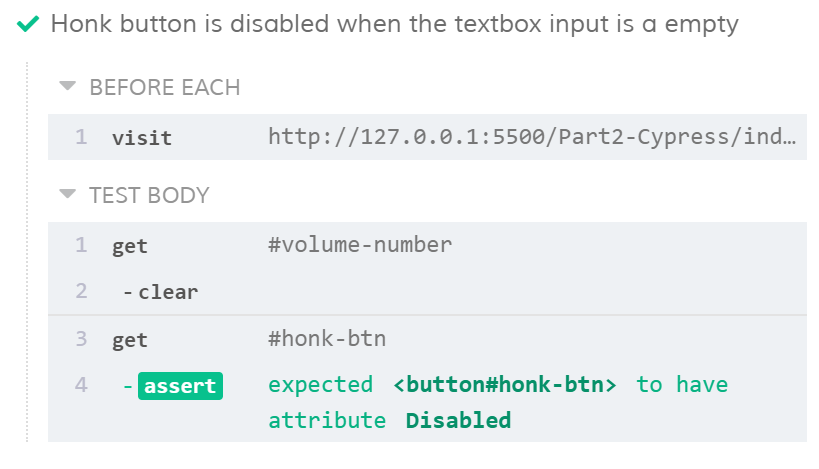 Honk button is disabled when the textbox input is a empty
BEFORE EACH
1 visit http://127.0.0.1:5500/Part2-Cypress/ind…
TEST BODY
1 get #volume-number
2 -clear
3 get #honk-btn
4 -assert expected <button#honk-btn> to have
attribute Disabled